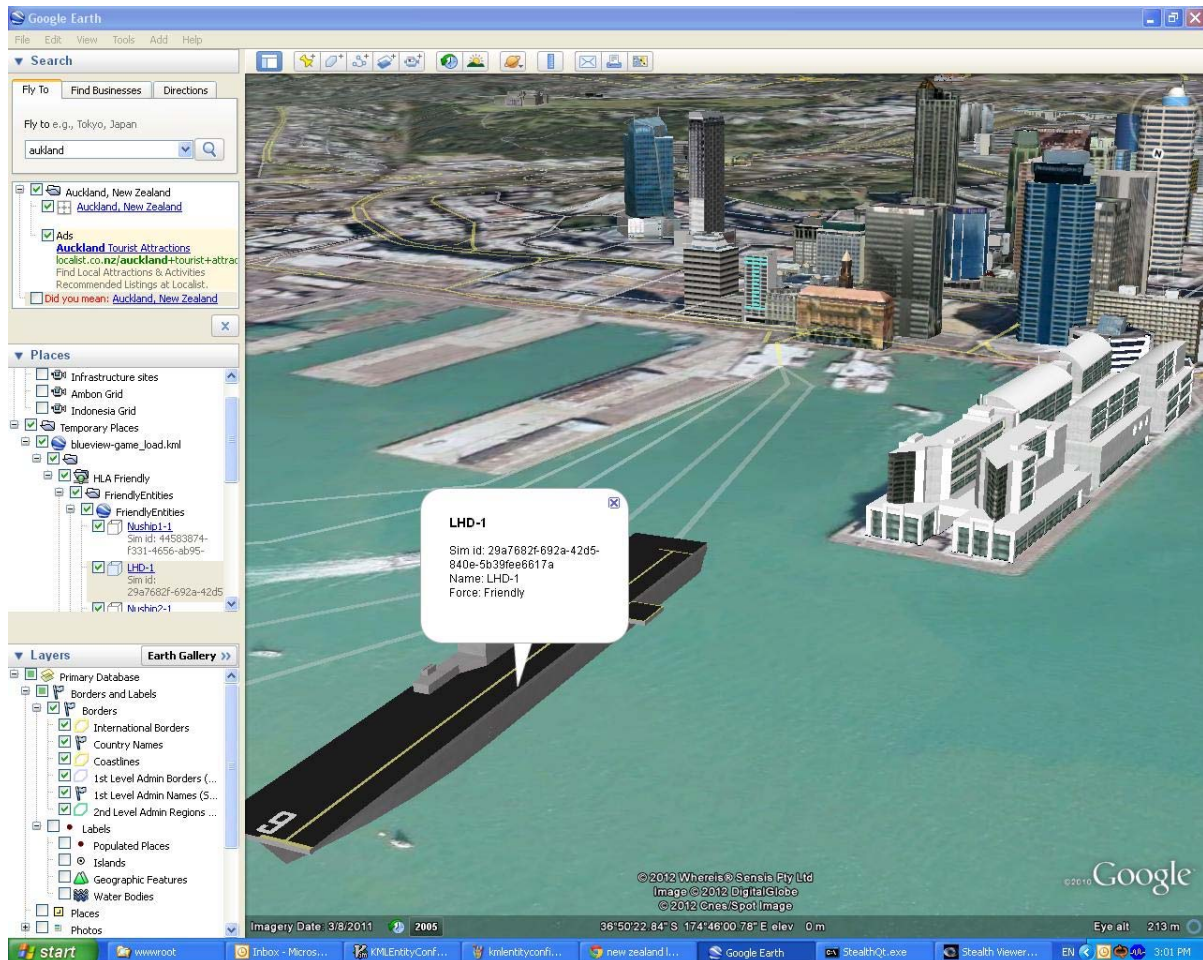 Google Earth
File Edit View Tools Add Help
Search
Fly To Find Businesses Directions
Fly to e.g., Tokyo, Japan
aukland
Auckland, New Zealand
Auckland, New Zealand
Ads
Auckland Tourist Attractions
localist.co.nz/auckland+tourist+attrac
Find Local Attractions & Activities
Recommended Listings at Localist.
Did you mean: Auckland, New Zealand
Places
Infrastructure sites
Ambon Grid
Indonesia Grid
Temporary Places
blueview-game_load.kml
HLA Friendly
FriendlyEntities
FriendlyEntities
Nuship1-1
Sim id: 44583874-
f331-4656-ab95-
LHD-1
Sim id:
29a7682f-692a-42d5
Nuship2-1
Layers Earth Gallery »
Primary Database
Borders and Labels
Borders
International Borders
Country Names
Coastlines
1st Level Admin Borders (...
1st Level Admin Names (S...
2nd Level Admin Regions ...
Labels
Populated Places
Islands
Geographic Features
Water Bodies
Places
Photos
N
LHD-1
Sim id: 29a7682f-692a-42d5-
840e-5b39fee6617a
Name: LHD-1
Force: Friendly
9
© 2012 Whereis® Sensis Pty Ltd
Image © 2012 DigitalGlobe
© 2012 Cnes/Spot Image
©2010 Google
Imagery Date: 3/8/2011 2005 36°50'22.84" S 174°46'00.78" E elev 0 m Eye alt 213 m
start wwwroot Inbox - Micros... KMLEntityConf... kmlentityconfi... new zealand l... Google Earth StealthQt.exe Stealth Viewer... EN 3:01 PM